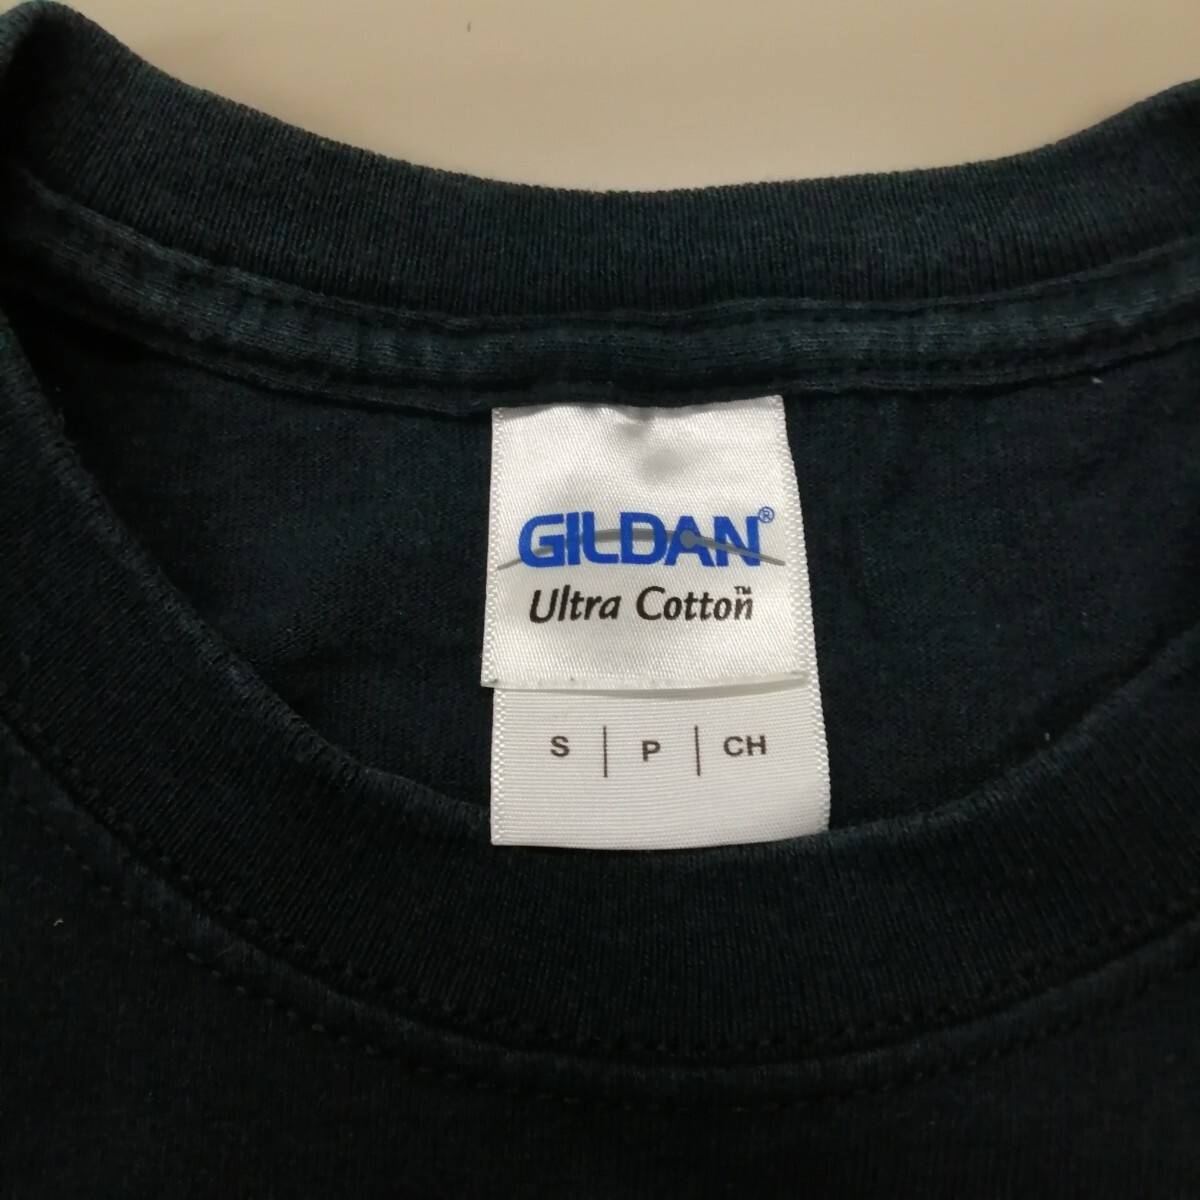 GILDAN®
Ultra Cotton™
S | P | CH